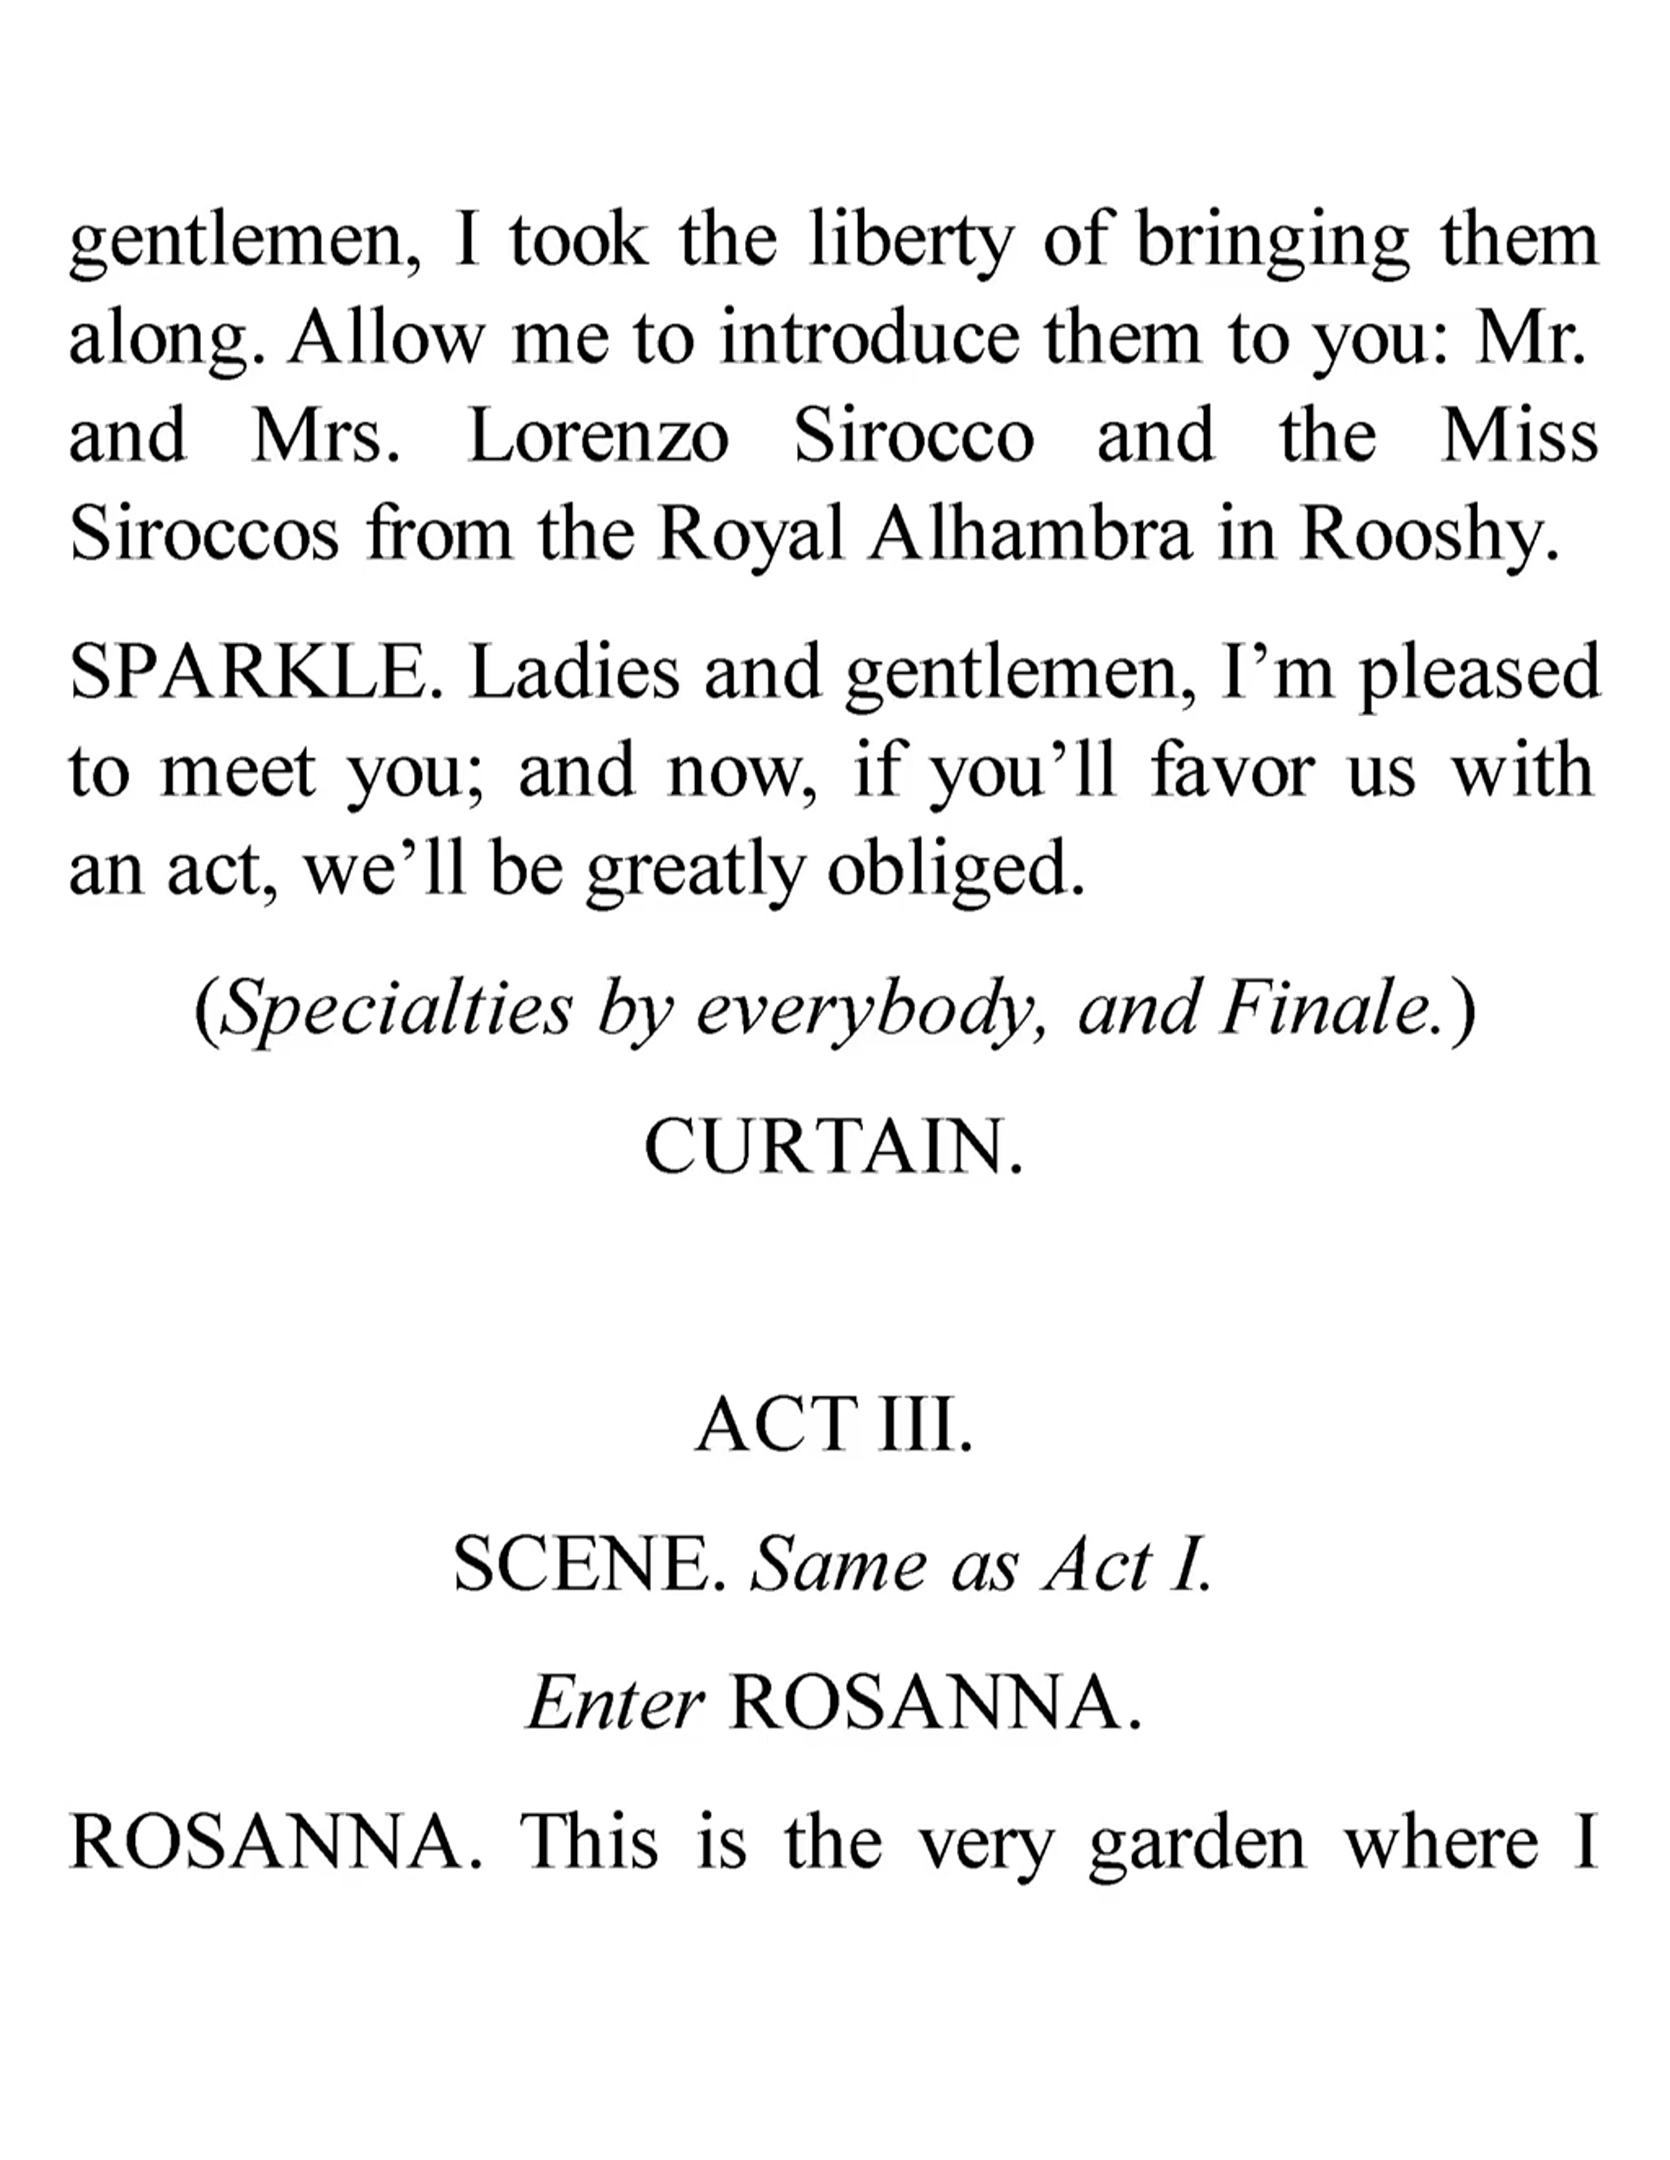 gentlemen, I took the liberty of bringing them
along. Allow me to introduce them to you: Mr.
and Mrs. Lorenzo Sirocco and the Miss
Siroccos from the Royal Alhambra in Rooshy.
SPARKLE. Ladies and gentlemen, I’m pleased
to meet you; and now, if you’ll favor us with
an act, we’ll be greatly obliged.
(Specialties by everybody, and Finale.)
CURTAIN.
ACT III.
SCENE. Same as Act I.
Enter ROSANNA.
ROSANNA. This is the very garden where I